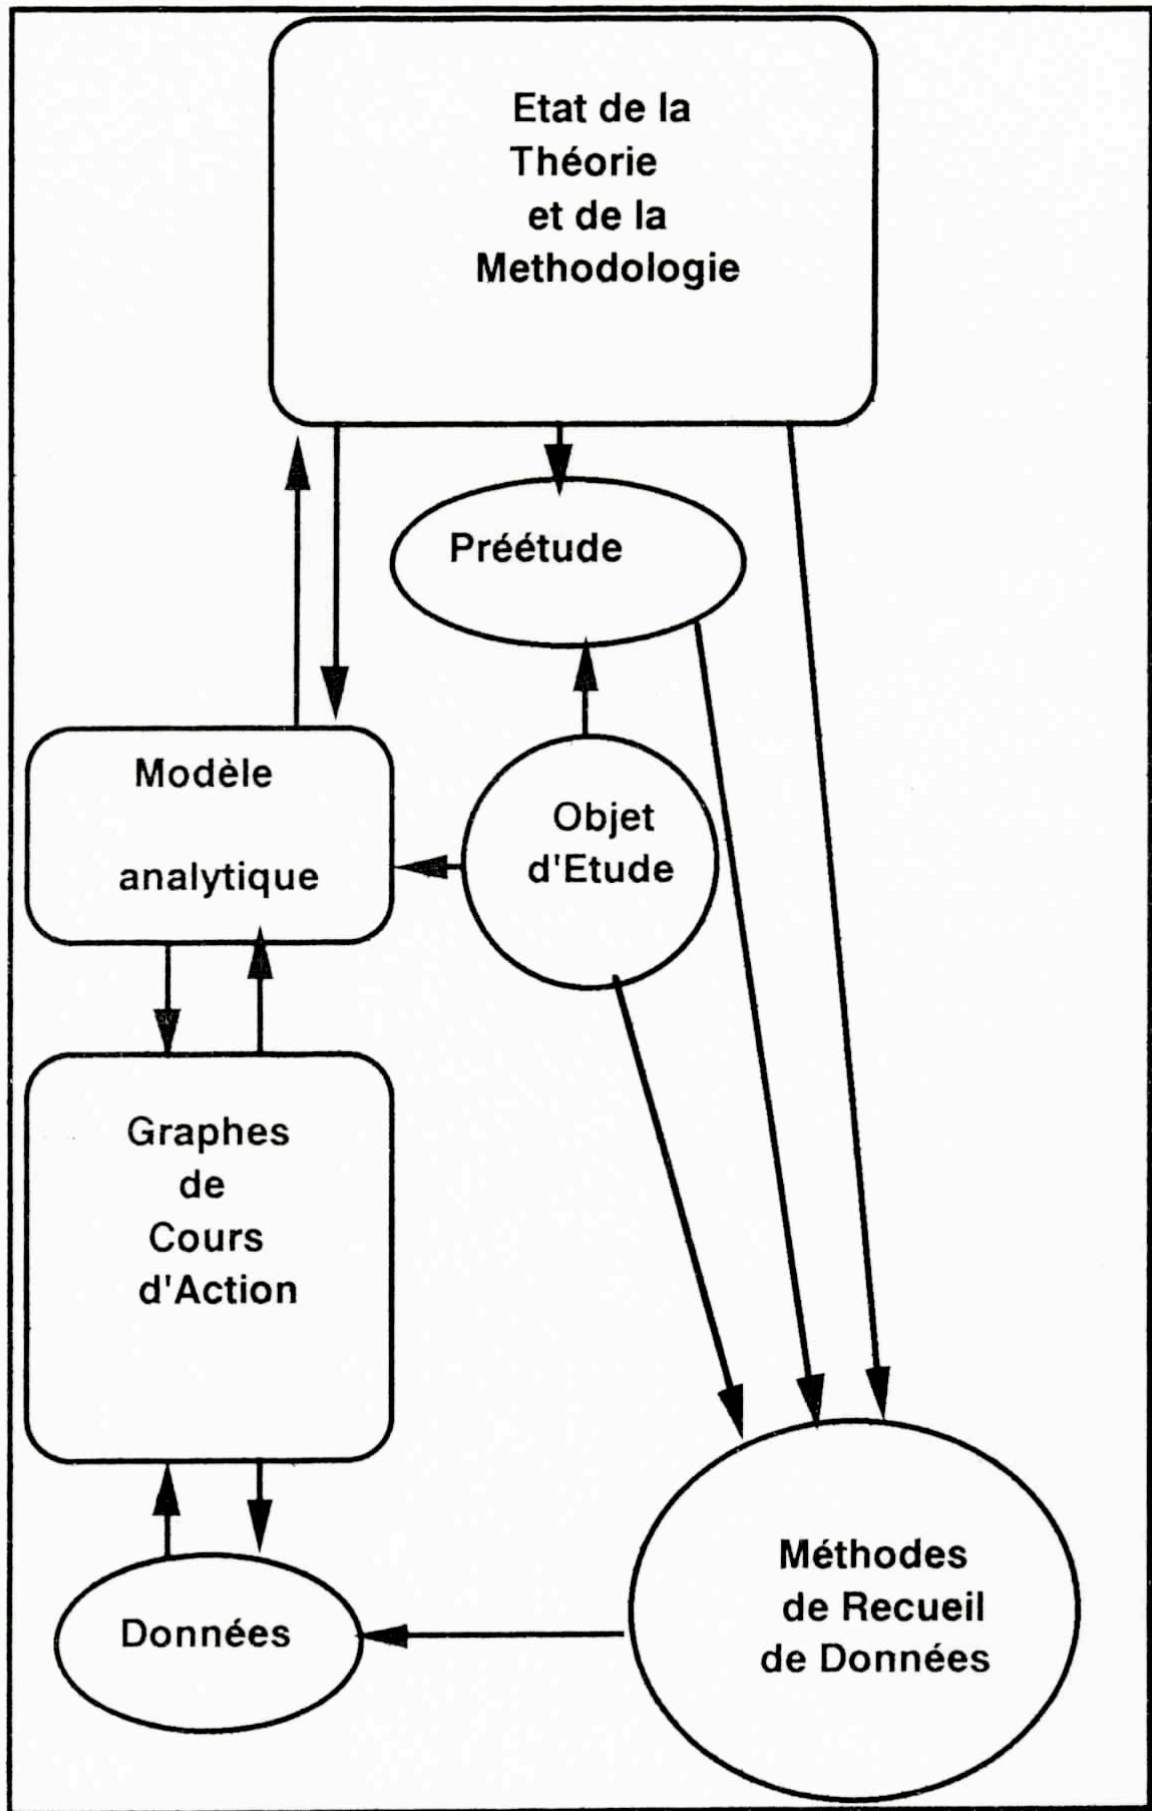 Etat de la
Théorie
et de la
Methodologie
Préétude
Modèle
analytique
Objet
d'Etude
Graphes
de
Cours
d'Action
Données
Méthodes
de Recueil
de Données